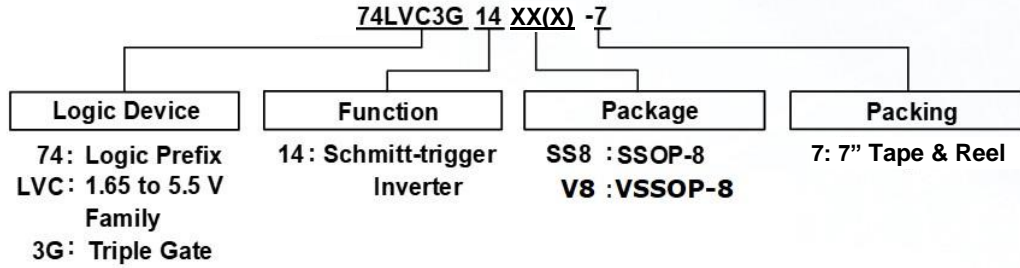 74LVC3G 14 XX(X) -7
Logic Device
Function
Package
Packing
74: Logic Prefix
LVC: 1.65 to 5.5 V
Family
3G: Triple Gate
14: Schmitt-trigger
Inverter
SS8 :SSOP-8
V8 :VSSOP-8
7: 7” Tape & Reel